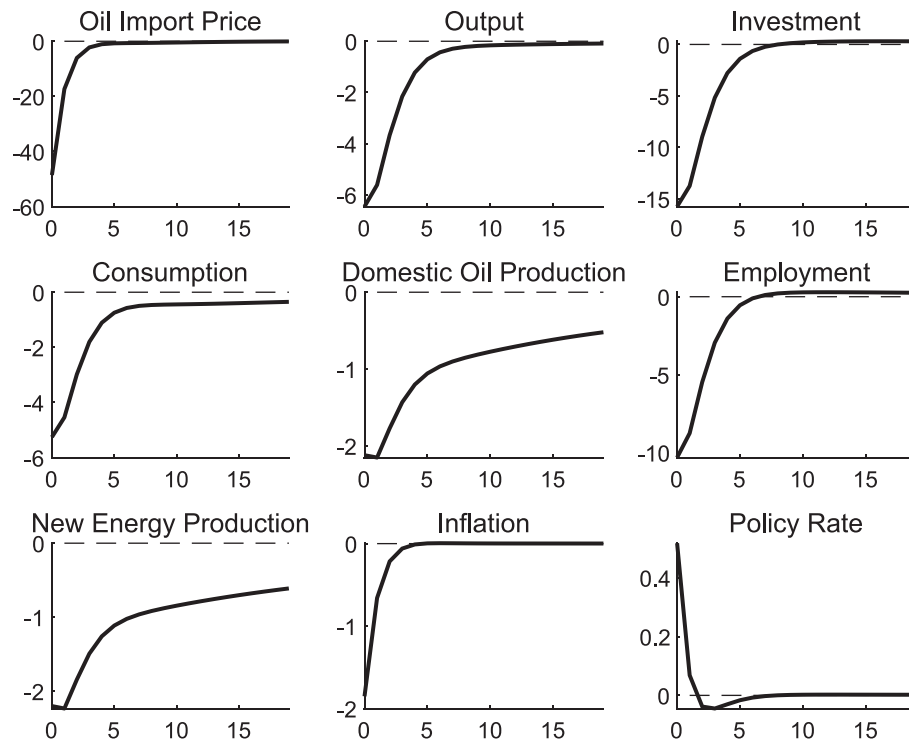 Oil Import Price
0
-20
-40
-60
0 5 10 15
Output
0
-2
-4
-6
0 5 10 15
Investment
0
-5
-10
-15
0 5 10 15
Consumption
0
-2
-4
-6
0 5 10 15
Domestic Oil Production
0
-1
-2
0 5 10 15
Employment
0
-5
-10
0 5 10 15
New Energy Production
0
-1
-2
0 5 10 15
Inflation
0
-1
-2
0 5 10 15
Policy Rate
0.4
0.2
0
0 5 10 15